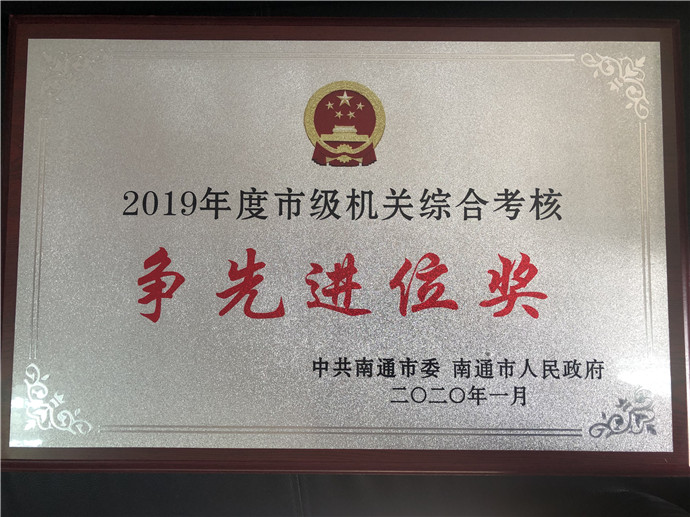 2019年度市级机关综合考核
争先进位奖
中共南通市委 南通市人民政府
二〇二〇年一月